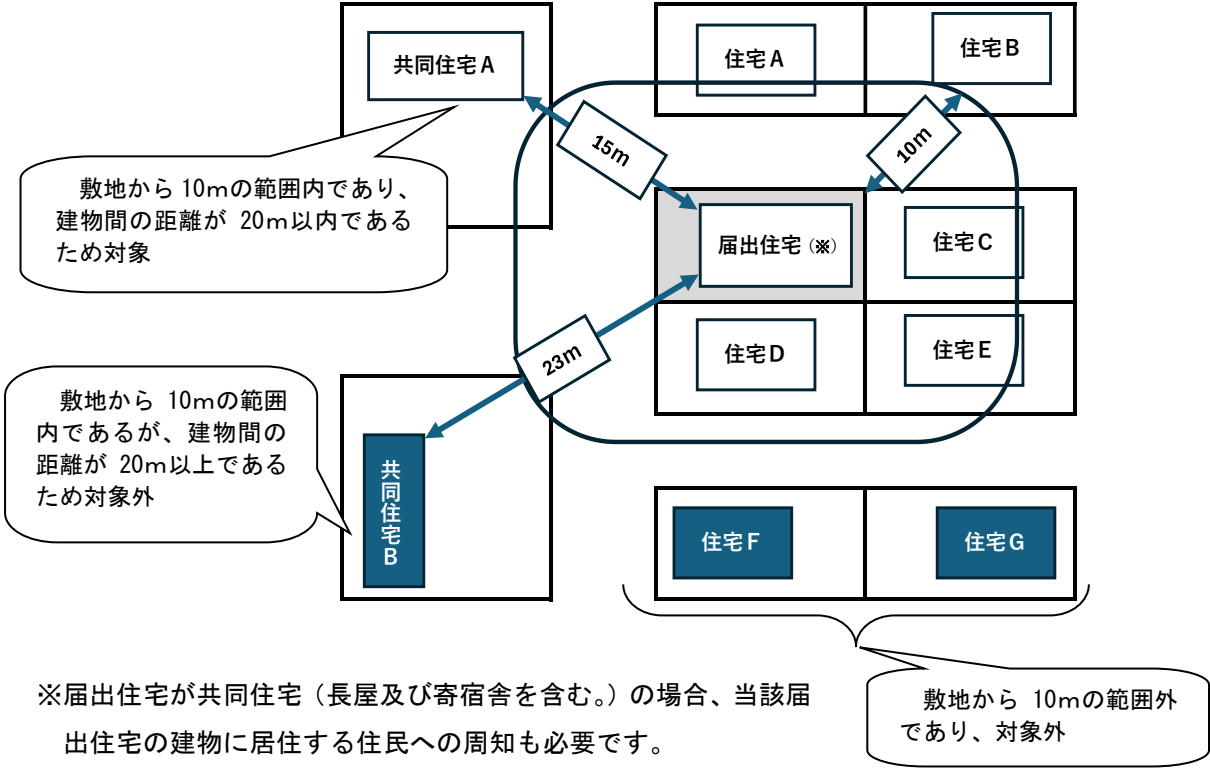 共同住宅A
住宅A
住宅B
15m
10m
敷地から10mの範囲内であり、
建物間の距離が 20m以内である
ため対象
届出住宅(※)
住宅C
23m
住宅D
住宅E
敷地から 10mの範囲
内であるが、建物間の
距離が 20m以上である
ため対象外
共同住宅B
住宅F
住宅G
※届出住宅が共同住宅(長屋及び寄宿舎を含む。)の場合、当該届
出住宅の建物に居住する住民への周知も必要です。
敷地から 10mの範囲外
であり、対象外